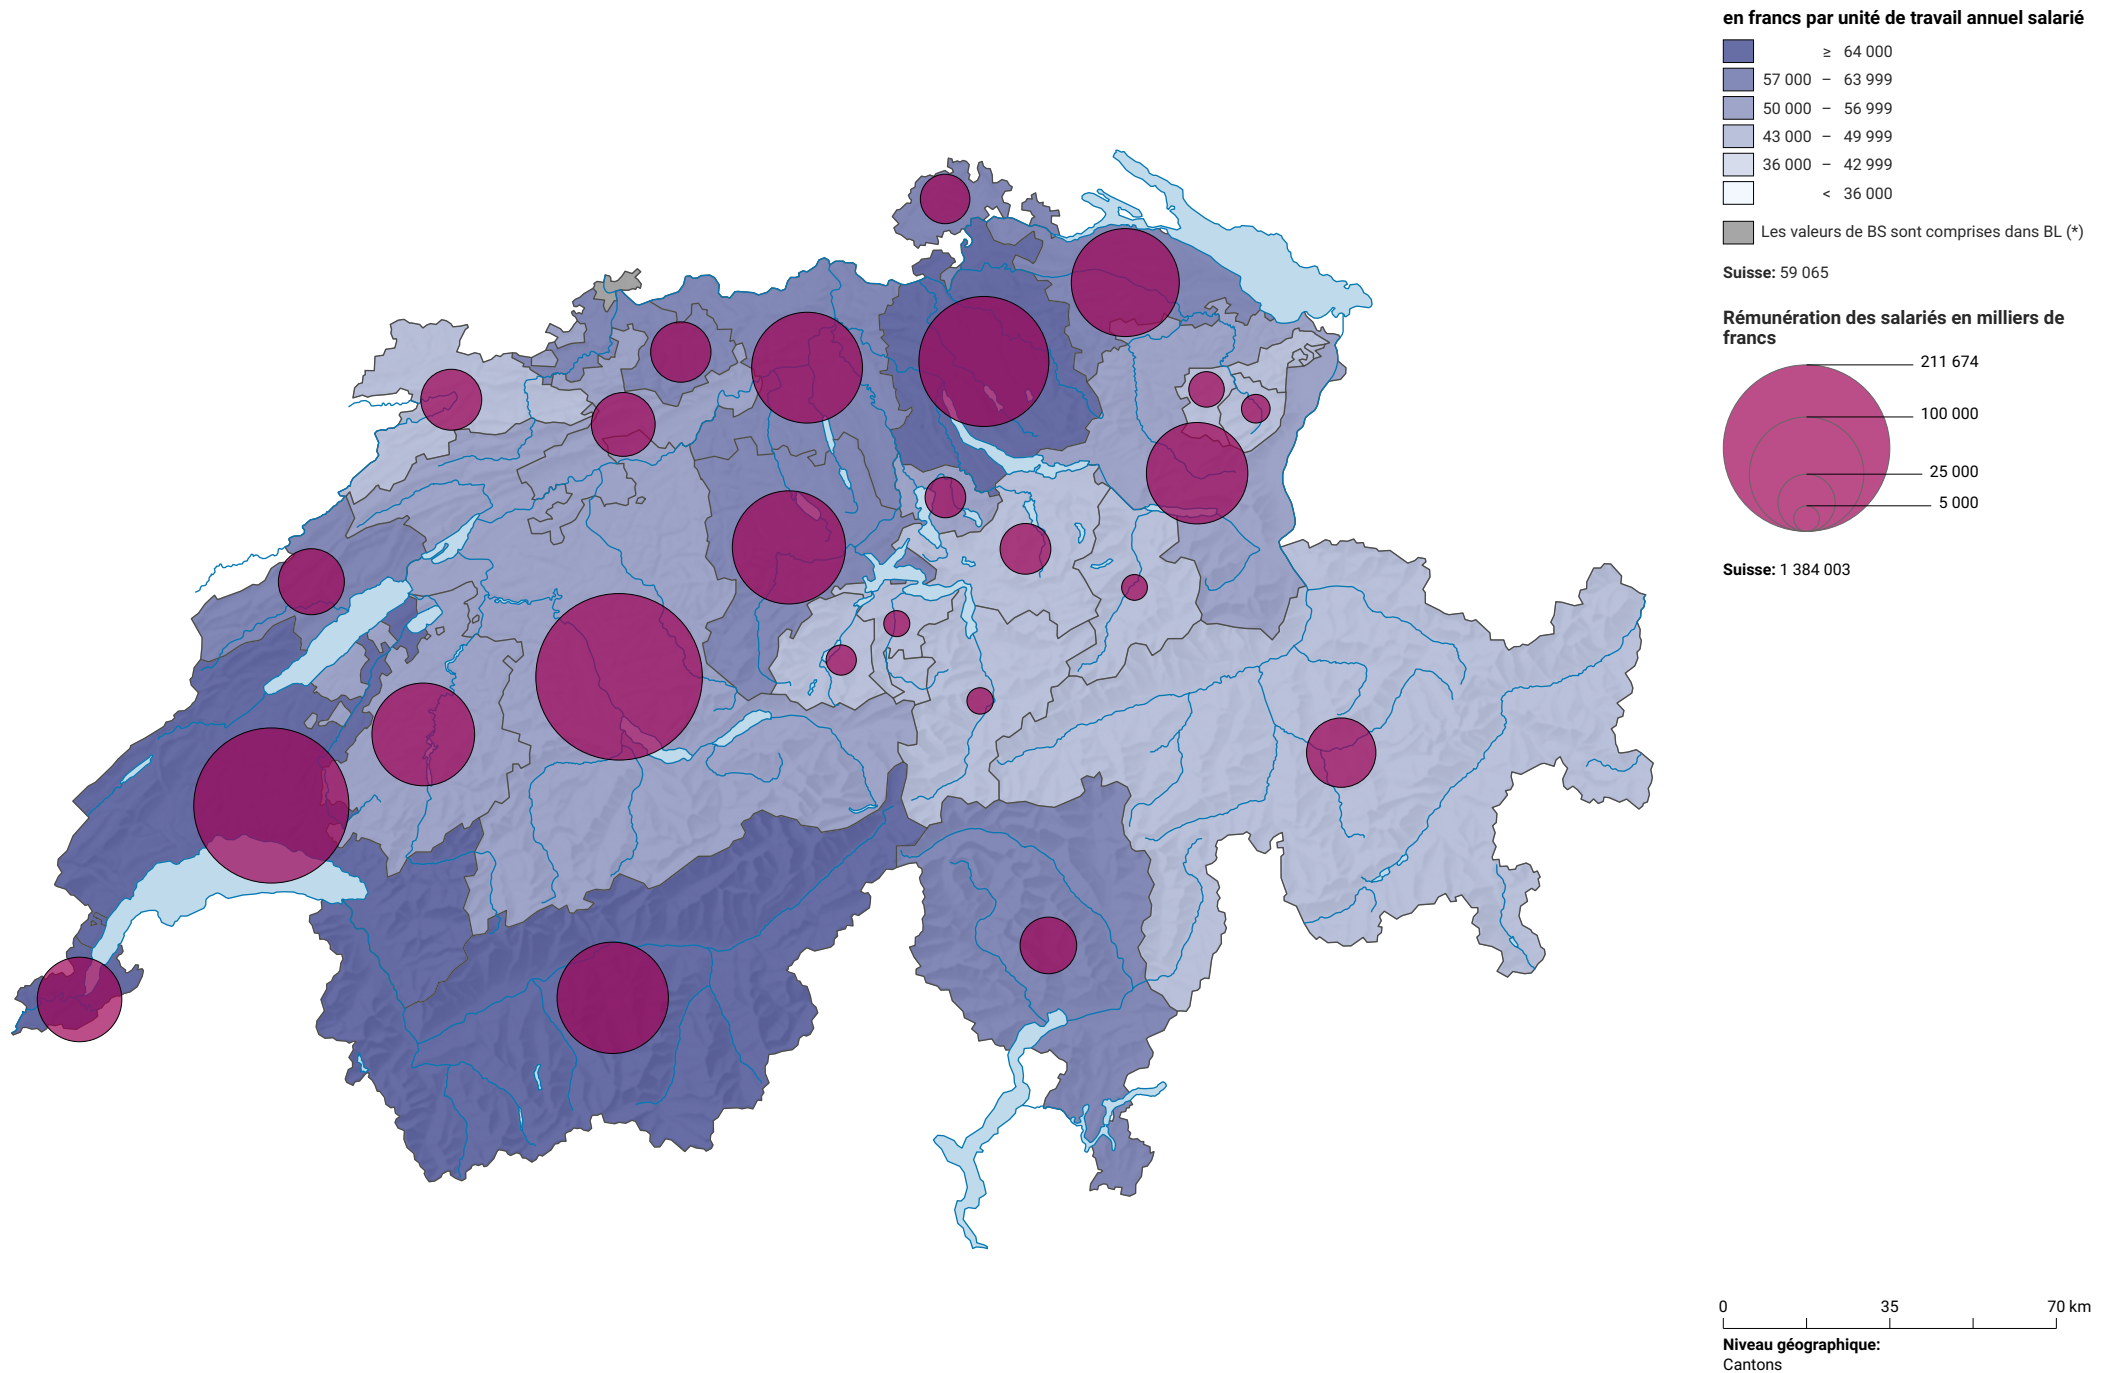 en francs par unité de travail annuel salarié
≥ 64 000
57 000 – 63 999
50 000 – 56 999
43 000 – 49 999
36 000 – 42 999
< 36 000
Les valeurs de BS sont comprises dans BL (*)
Suisse: 59 065
Rémunération des salariés en milliers de
francs
211 674
100 000
25 000
5 000
Suisse: 1 384 003
0 35 70 km
Niveau géographique:
Cantons